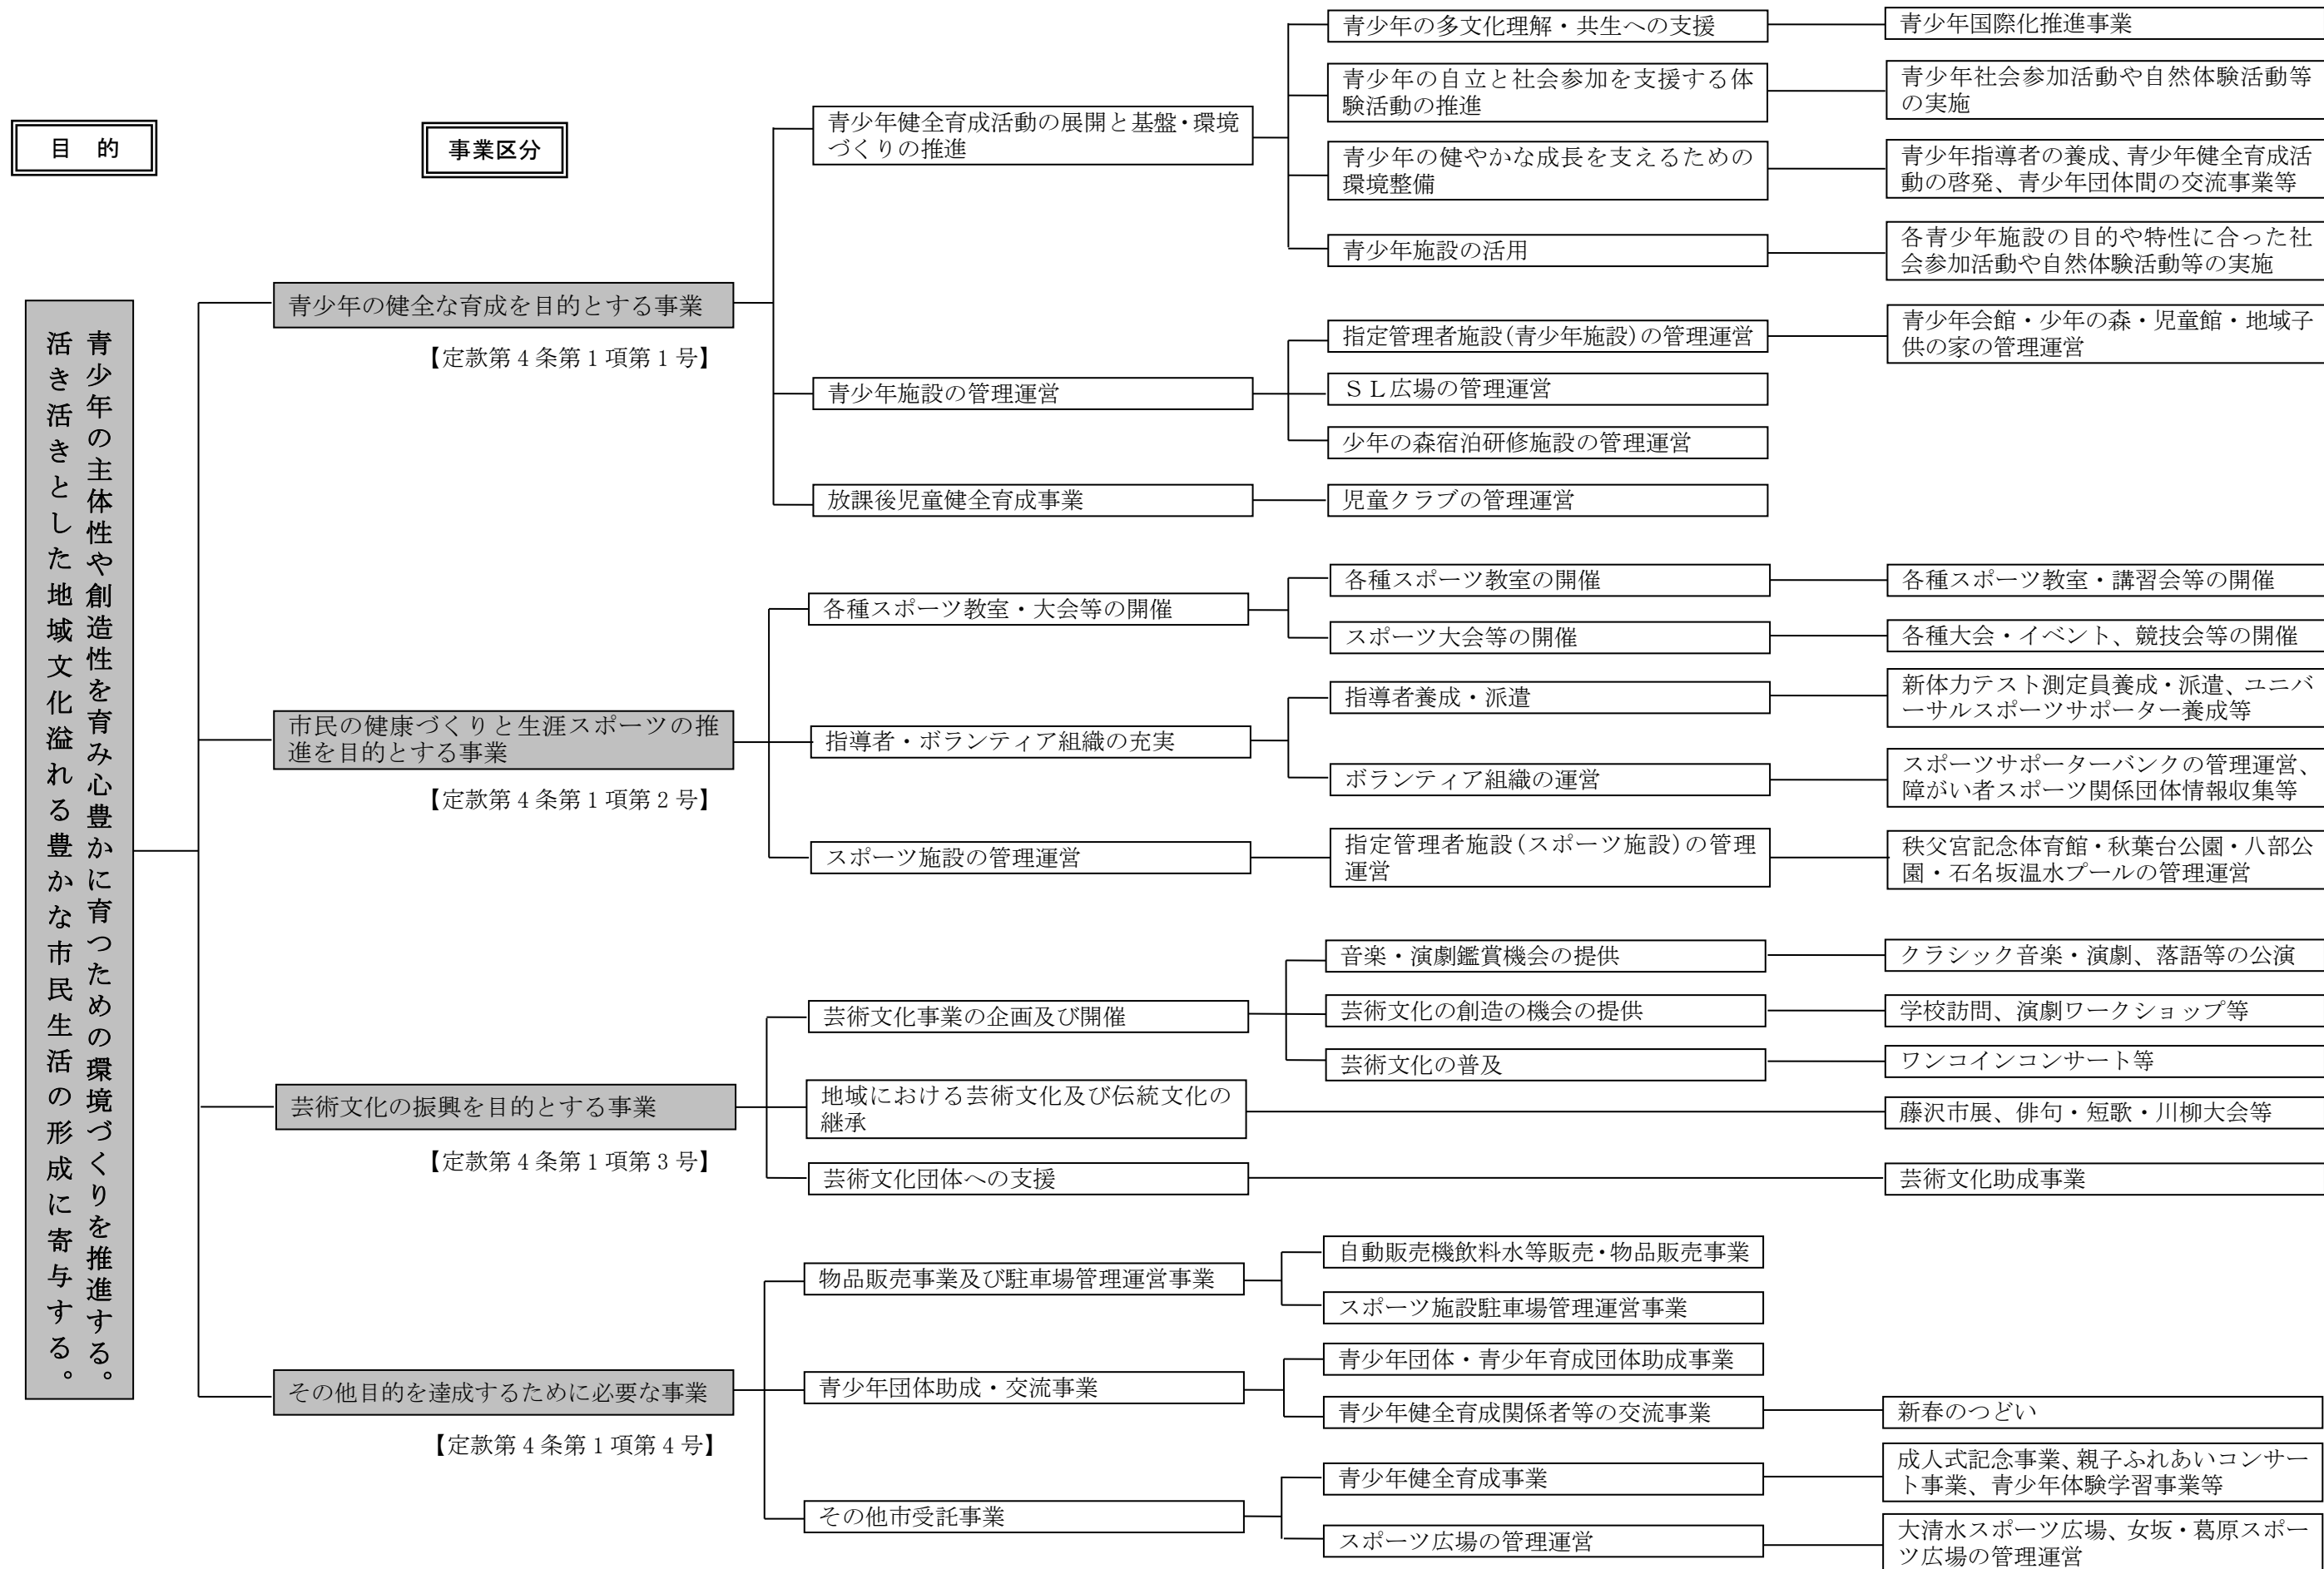 目　的
事業区分
青少年の主体性や創造性を育み心豊かに育つための環境づくりを推進する。
活き活きとした地域文化溢れる豊かな市民生活の形成に寄与する。
青少年の健全な育成を目的とする事業
【定款第4条第1項第1号】
青少年健全育成活動の展開と基盤・環境
づくりの推進
青少年の多文化理解・共生への支援
青少年国際化推進事業
青少年の自立と社会参加を支援する体
験活動の推進
青少年社会参加活動や自然体験活動等
の実施
青少年の健やかな成長を支えるための
環境整備
青少年指導者の養成、青少年健全育成活
動の啓発、青少年団体間の交流事業等
青少年施設の活用
各青少年施設の目的や特性に合った社
会参加活動や自然体験活動等の実施
青少年施設の管理運営
指定管理者施設(青少年施設)の管理運営
青少年会館・少年の森・児童館・地域子
供の家の管理運営
ＳＬ広場の管理運営
少年の森宿泊研修施設の管理運営
放課後児童健全育成事業
児童クラブの管理運営
市民の健康づくりと生涯スポーツの推
進を目的とする事業
【定款第4条第1項第2号】
各種スポーツ教室・大会等の開催
各種スポーツ教室の開催
各種スポーツ教室・講習会等の開催
スポーツ大会等の開催
各種大会・イベント、競技会等の開催
指導者・ボランティア組織の充実
指導者養成・派遣
新体力テスト測定員養成・派遣、ユニバ
ーサルスポーツサポーター養成等
ボランティア組織の運営
スポーツサポーターバンクの管理運営、
障がい者スポーツ関係団体情報収集等
スポーツ施設の管理運営
指定管理者施設(スポーツ施設)の管理
運営
秩父宮記念体育館・秋葉台公園・八部公
園・石名坂温水プールの管理運営
芸術文化の振興を目的とする事業
【定款第4条第1項第3号】
芸術文化事業の企画及び開催
音楽・演劇鑑賞機会の提供
クラシック音楽・演劇、落語等の公演
芸術文化の創造の機会の提供
学校訪問、演劇ワークショップ等
芸術文化の普及
ワンコインコンサート等
地域における芸術文化及び伝統文化の
継承
藤沢市展、俳句・短歌・川柳大会等
芸術文化団体への支援
芸術文化助成事業
その他目的を達成するために必要な事業
【定款第4条第1項第4号】
物品販売事業及び駐車場管理運営事業
自動販売機飲料水等販売・物品販売事業
スポーツ施設駐車場管理運営事業
青少年団体助成・交流事業
青少年団体・青少年育成団体助成事業
青少年健全育成関係者等の交流事業
新春のつどい
その他市受託事業
青少年健全育成事業
成人式記念事業、親子ふれあいコンサー
ト事業、青少年体験学習事業等
スポーツ広場の管理運営
大清水スポーツ広場、女坂・葛原スポー
ツ広場の管理運営